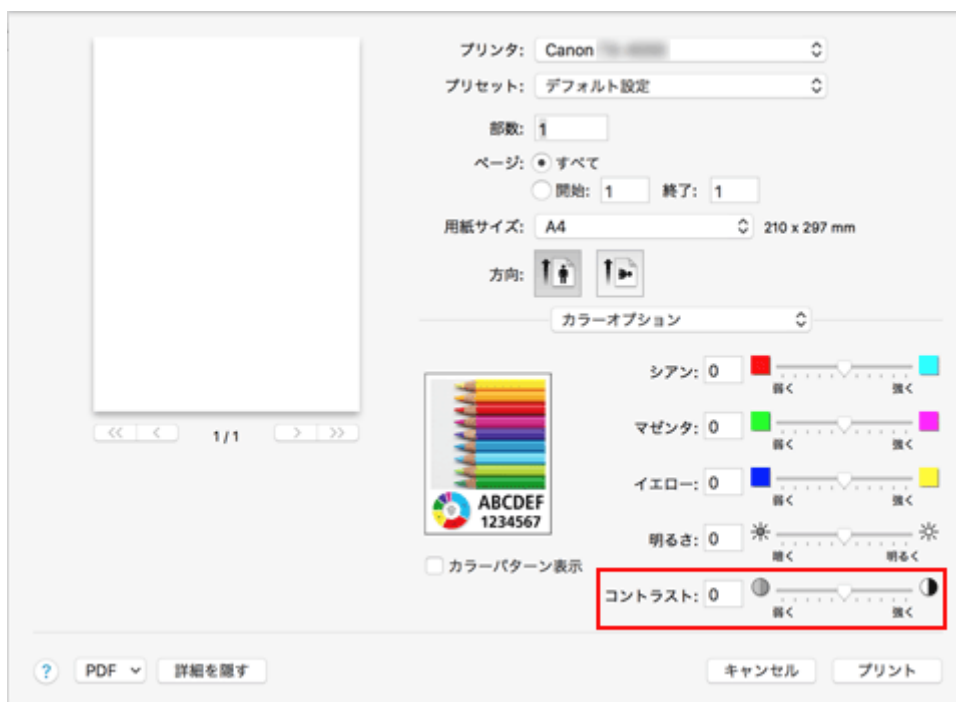 プリンタ: Canon
プリセット: デフォルト設定
部数: 1
ページ: すべて
開始: 1 終了: 1
用紙サイズ: A4 210 x 297 mm
方向:
カラーオプション
1 / 1
シアン: 0
弱く 強く
マゼンタ: 0
弱く 強く
イエロー: 0
弱く 強く
ABCDEF
1234567
明るさ: 0
暗く 明るく
カラーパターン表示
コントラスト: 0
弱く 強く
? PDF 詳細を隠す キャンセル プリント